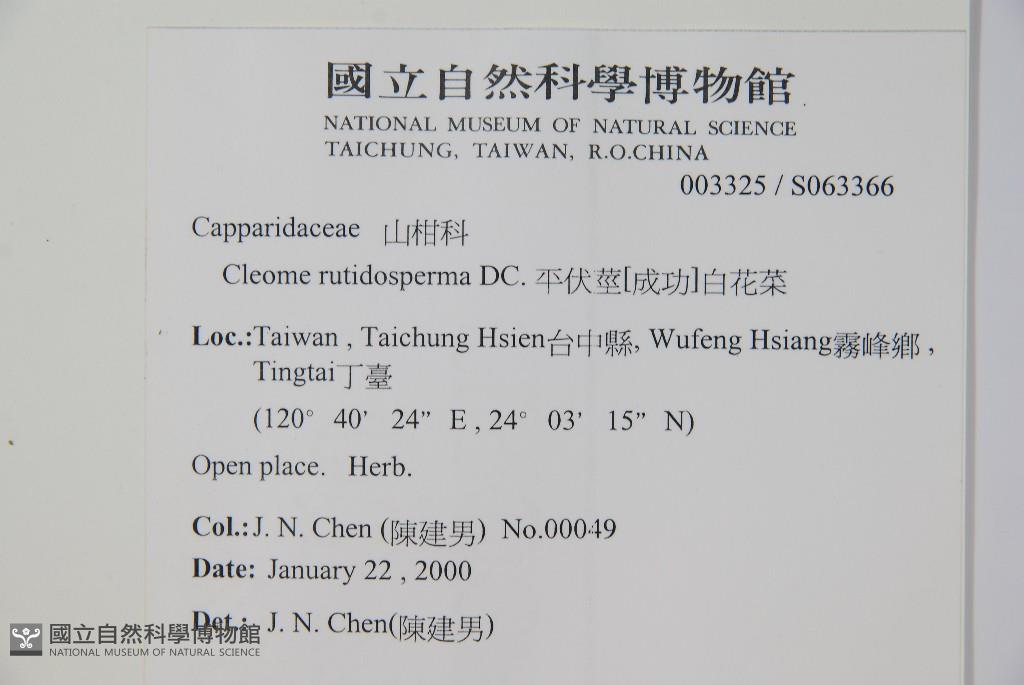 國立自然科學博物館
NATIONAL MUSEUM OF NATURAL SCIENCE
TAICHUNG, TAIWAN, R.O.CHINA
003325 / S063366
Capparidaceae 山柑科
Cleome rutidosperma DC. 平伏莖[成功]白花菜
Loc.:Taiwan , Taichung Hsien台中縣, Wufeng Hsiang霧峰鄉 ,
Tingtai丁臺
(120° 40’ 24” E , 24° 03’ 15” N)
Open place. Herb.
Col.:J. N. Chen (陳建男) No.00049
Date: January 22 , 2000
Det.: J. N. Chen(陳建男)
國立自然科學博物館
NATIONAL MUSEUM OF NATURAL SCIENCE